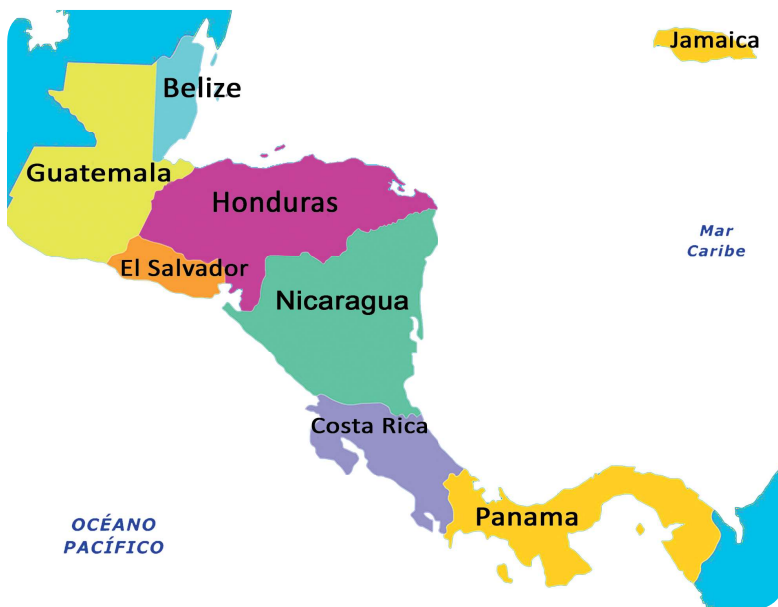 Jamaica
Belize
Guatemala
Honduras
Mar
Caribe
El Salvador
Nicaragua
Costa Rica
OCÉANO
PACÍFICO
Panama